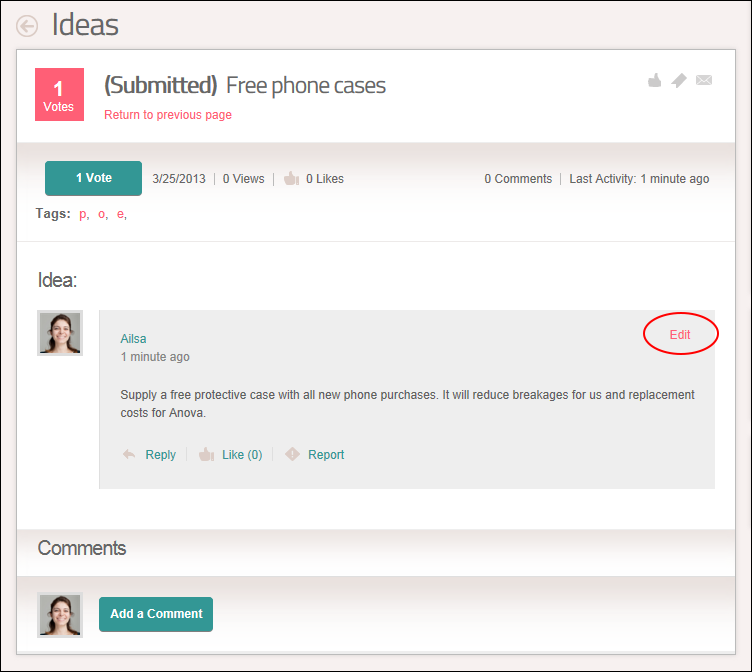 Ideas
1
Votes
(Submitted) Free phone cases
Return to previous page
1 Vote 3/25/2013 0 Views 0 Likes 0 Comments Last Activity: 1 minute ago
Tags: p, o, e,
Idea:
Ailsa Edit
1 minute ago
Supply a free protective case with all new phone purchases. It will reduce breakages for us and replacement
costs for Anova.
Reply Like (0) Report
Comments
Add a Comment